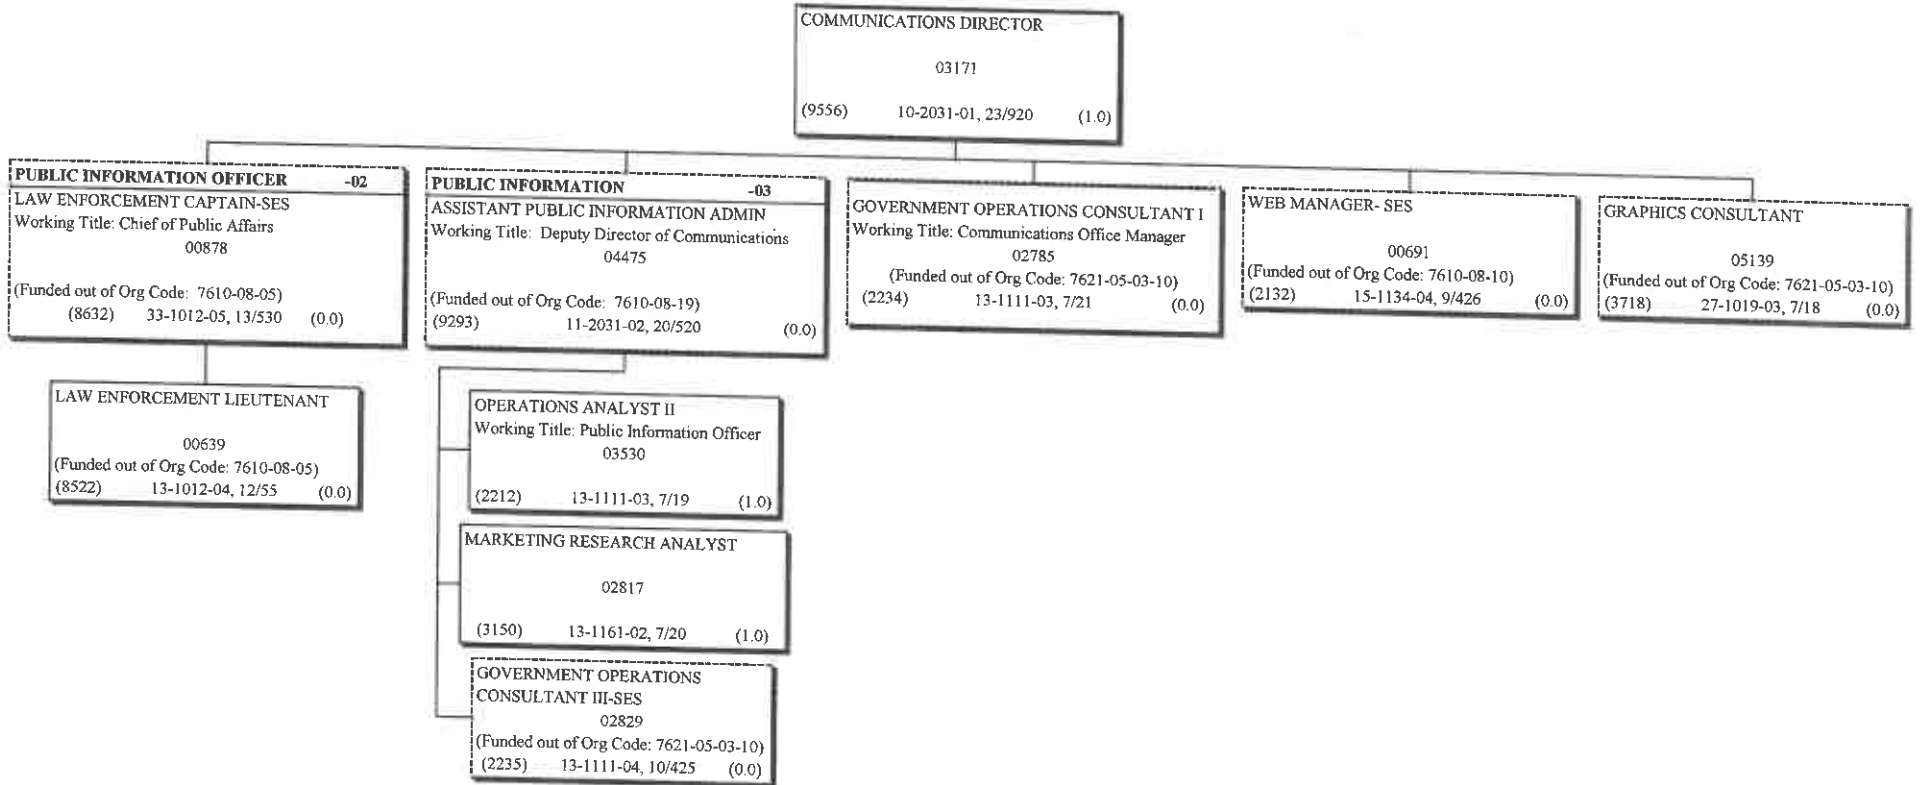 COMMUNICATIONS DIRECTOR
03171
(9556) 10-2031-01, 23/920 (1.0)
PUBLIC INFORMATION OFFICER -02
LAW ENFORCEMENT CAPTAIN-SES
Working Title: Chief of Public Affairs
00878
(Funded out of Org Code: 7610-08-05)
(8632) 33-1012-05, 13/530 (0.0)
PUBLIC INFORMATION -03
ASSISTANT PUBLIC INFORMATION ADMIN
Working Title: Deputy Director of Communications
04475
(Funded out of Org Code: 7610-08-19)
(9293) 11-2031-02, 20/520 (0.0)
GOVERNMENT OPERATIONS CONSULTANT I
Working Title: Communications Office Manager
02785
(Funded out of Org Code: 7621-05-03-10)
(2234) 13-1111-03, 7/21 (0.0)
WEB MANAGER- SES
00691
(Funded out of Org Code: 7610-08-10)
(2132) 15-1134-04, 9/426 (0.0)
GRAPHICS CONSULTANT
05139
(Funded out of Org Code: 7621-05-03-10)
(3718) 27-1019-03, 7/18 (0.0)
LAW ENFORCEMENT LIEUTENANT
00639
(Funded out of Org Code: 7610-08-05)
(8522) 13-1012-04, 12/55 (0.0)
OPERATIONS ANALYST II
Working Title: Public Information Officer
03530
(2212) 13-1111-03, 7/19 (1.0)
MARKETING RESEARCH ANALYST
02817
(3150) 13-1161-02, 7/20 (1.0)
GOVERNMENT OPERATIONS
CONSULTANT III-SES
02829
(Funded out of Org Code: 7621-05-03-10)
(2235) 13-1111-04, 10/425 (0.0)